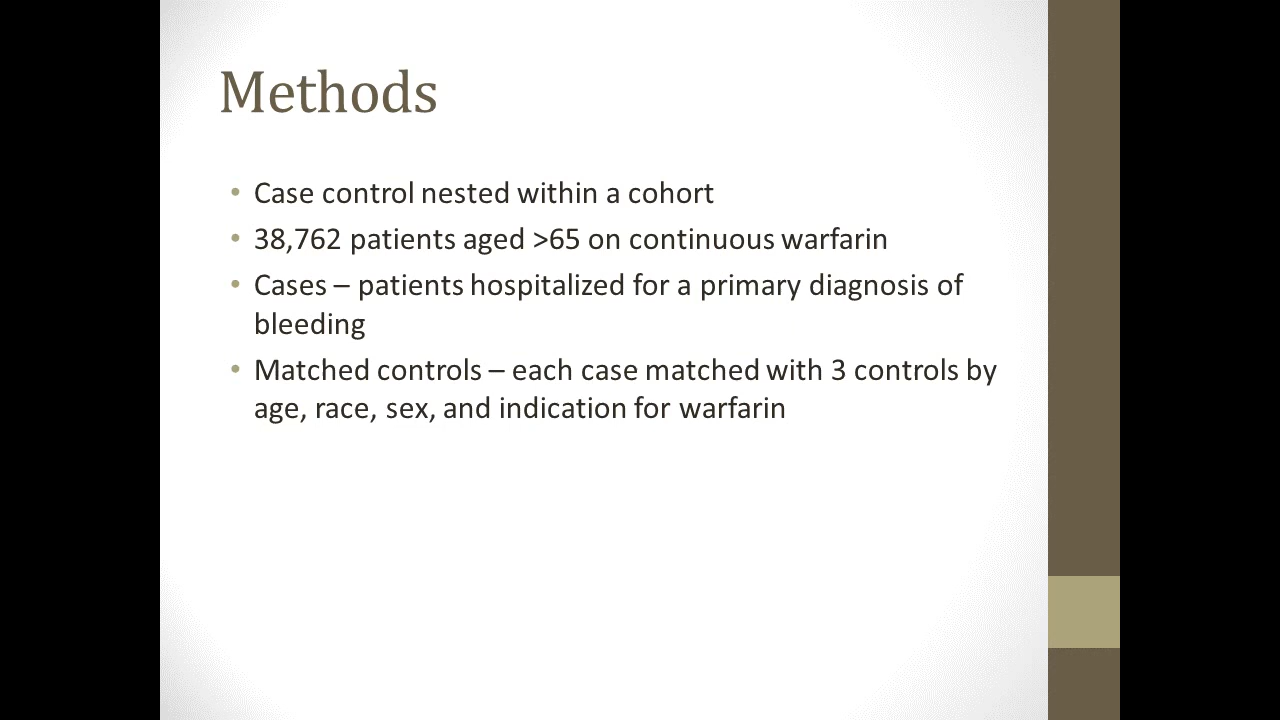 Methods
• Case control nested within a cohort
• 38,762 patients aged >65 on continuous warfarin
• Cases – patients hospitalized for a primary diagnosis of
bleeding
• Matched controls – each case matched with 3 controls by
age, race, sex, and indication for warfarin